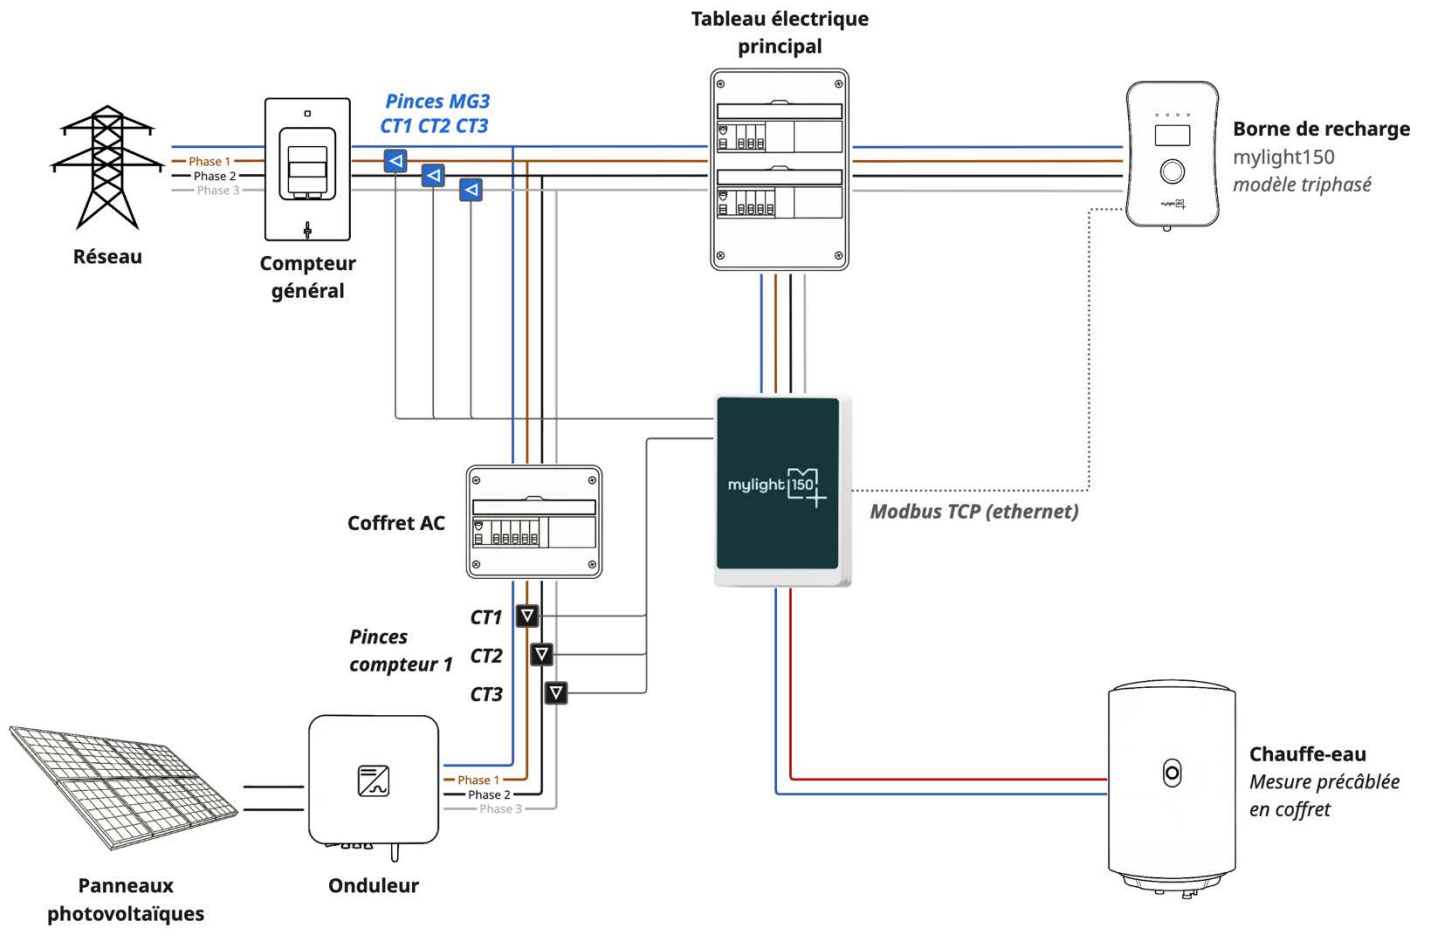 Tableau électrique
principal
Pinces MG3
CT1 CT2 CT3
Phase 1
Phase 2
Phase 3
Réseau
Compteur
général
Borne de recharge
mylight150
modèle triphasé
mylight 150
Modbus TCP (ethernet)
Coffret AC
CT1
Pinces
compteur 1
CT2
CT3
Phase 1
Phase 2
Phase 3
Chauffe-eau
Mesure précâblée
en coffret
Panneaux
photovoltaïques
Onduleur